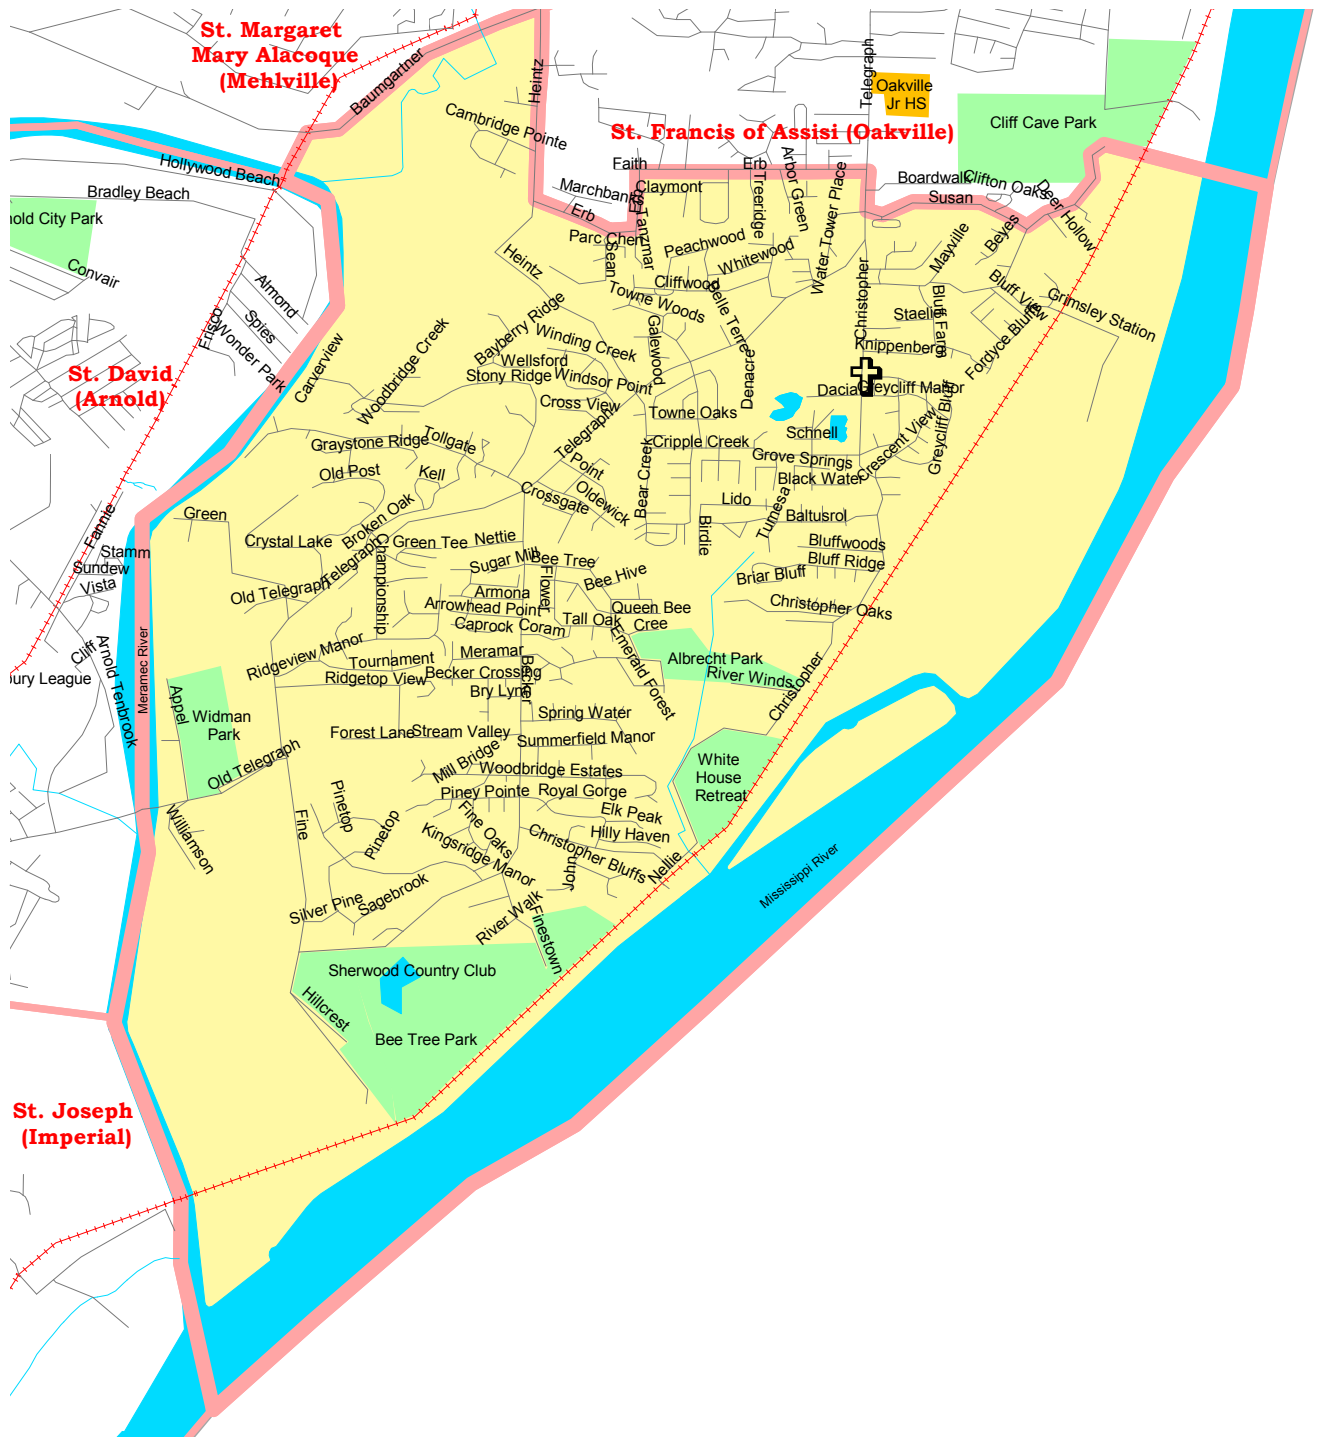 St. Margaret
Mary Alacoque
(Mehlville)
Baumgartner
Heintz
Telegraph
Oakville
Jr HS
Cliff Cave Park
Cambridge Pointe
St. Francis of Assisi (Oakville)
Hollywood Beach
Bradley Beach
Faith
Erb
Arbor Green
Treeridge
Water Tower Place
Boardwalk
Clifton Oaks
Susan
Deer Hollow
Marchbanks
Claymont
Erb
Erb
Tanzmar
Parc Cheri
Sean
Peachwood
Whitewood
Mayville
Beyes
nold City Park
Convair
Almond
Spies
Wonder Park
Frisco
Heintz
Cliffwood
Towne Woods
Belle Terre
Christopher
Bluff View
Grimsley Station
Fordyce Bluffs
Staelin
Bluff Farm
Knippenberg
St. David
(Arnold)
Carverview
Woodbridge Creek
Bayberry Ridge
Winding Creek
Wellsford
Stony Ridge
Windsor Point
Galewood
Denacre
Dacia
Greycliff Manor
Greycliff Bluff
Cross View
Towne Oaks
Telegraph
Cripple Creek
Schnell
Crescent View
Grove Springs
Black Water
Graystone Ridge
Tollgate
Old Post
Kell
T Point
Oldewick
Crossgate
Bear Creek
Lido
Birdie
Tumesa
Baltusrol
Green
Fannie
Stamm
Sundew
Vista
Crystal Lake
Broken Oak
Telegraph
Old Telegraph
Championship
Green Tee
Nettie
Sugar Mill
Bee Tree
Bee Hive
Flower
Bluffwoods
Bluff Ridge
Briar Bluff
Christopher Oaks
Armona
Arrowhead Point
Caprock
Coram
Tall Oak
Queen Bee
Cree
Emerald Forest
Cliff
Arnold Tenbrook
Meramec River
bury League
Ridgeview Manor
Tournament
Ridgetop View
Meramar
Becker Crossing
Becker
Bry Lynn
Albrecht Park
River Winds
Christopher
Appel
Widman
Park
Forest Lane
Stream Valley
Spring Water
Summerfield Manor
Old Telegraph
Mill Bridge
Woodbridge Estates
Piney Pointe
Royal Gorge
White
House
Retreat
Williamson
Fine
Pinetop
Pinetop
Fine Oaks
Kingsridge Manor
Elk Peak
Hilly Haven
Christopher Bluffs
John
Nellie
Mississippi River
Silver Pine
Sagebrook
River Walk
Finestown
Sherwood Country Club
Hillcrest
Bee Tree Park
St. Joseph
(Imperial)